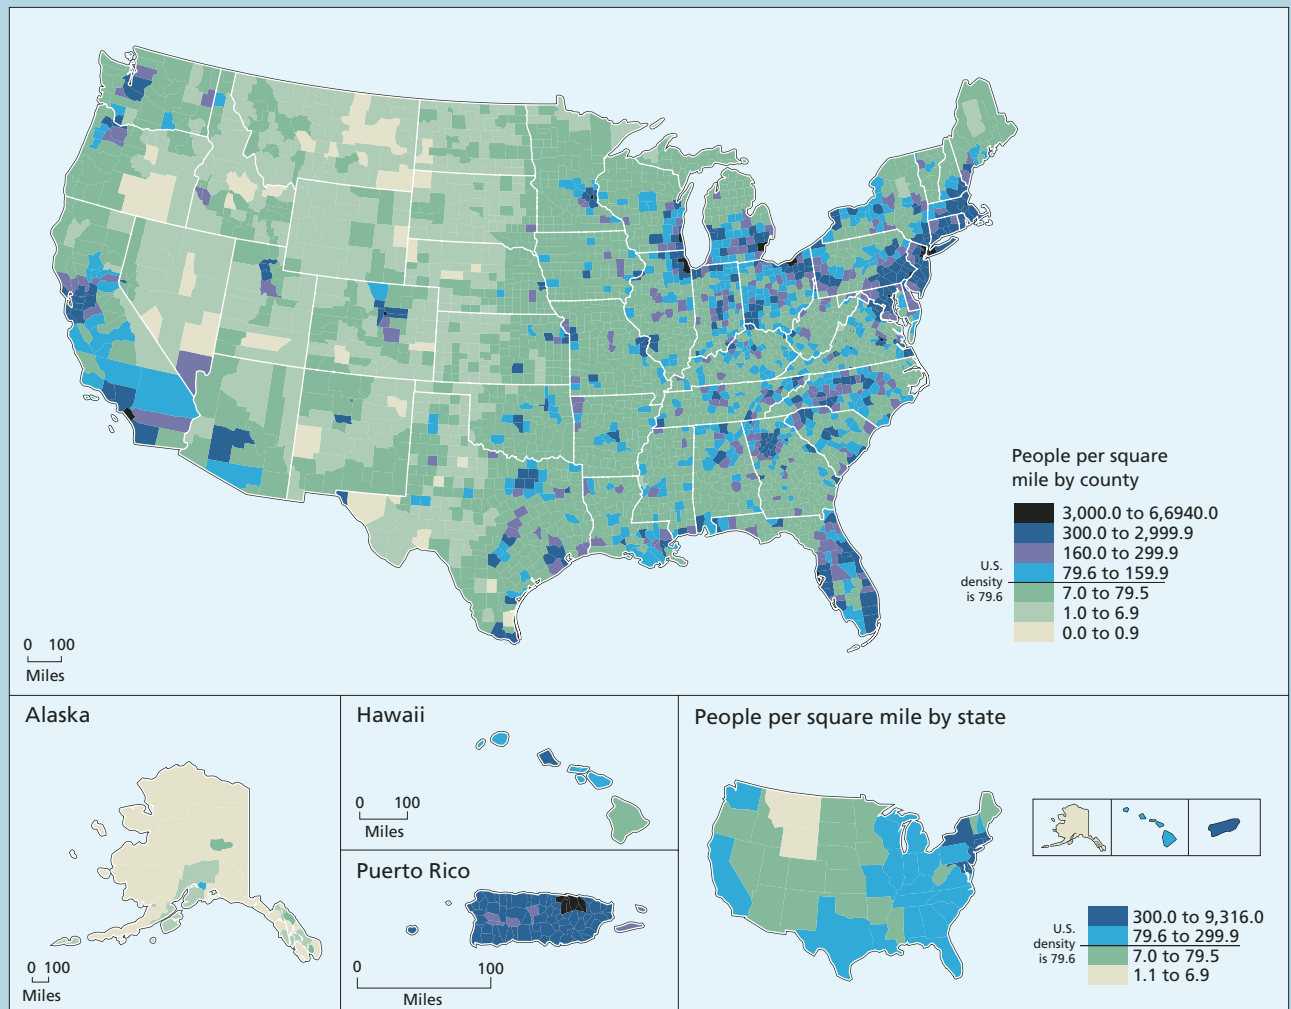 People per square
mile by county
3,000.0 to 6,6940.0
300.0 to 2,999.9
160.0 to 299.9
79.6 to 159.9
7.0 to 79.5
1.0 to 6.9
0.0 to 0.9
U.S.
density
is 79.6
0 100
Miles
Alaska
0 100
Miles
Hawaii
0 100
Miles
Puerto Rico
0 100
Miles
People per square mile by state
300.0 to 9,316.0
79.6 to 299.9
7.0 to 79.5
1.1 to 6.9
U.S.
density
is 79.6